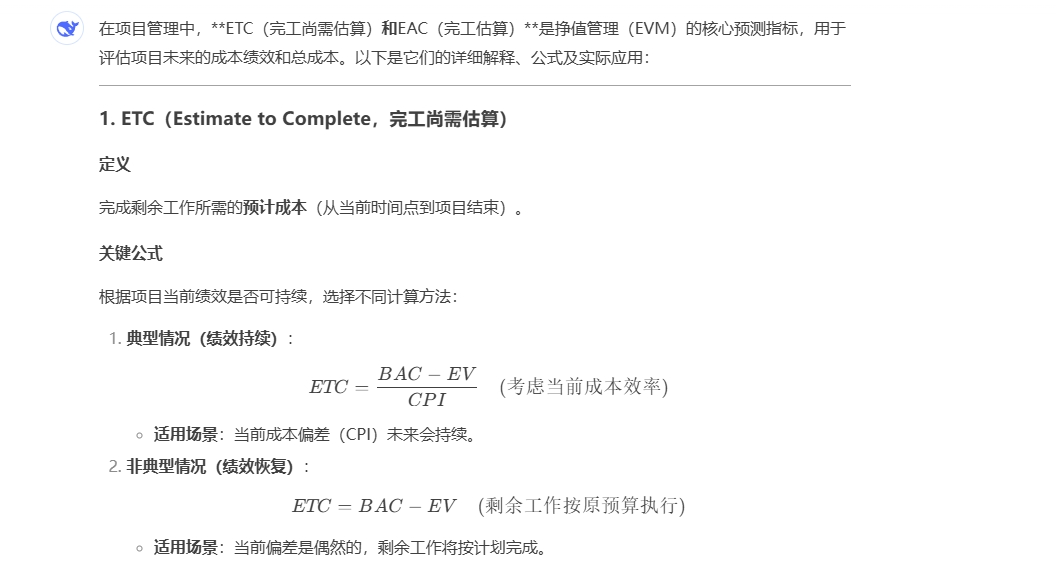 在项目管理中，**ETC（完工尚需估算）和EAC（完工估算）**是挣值管理（EVM）的核心预测指标，用于
评估项目未来的成本绩效和总成本。以下是它们的详细解释、公式及实际应用：
1. ETC（Estimate to Complete，完工尚需估算）
定义
完成剩余工作所需的预计成本（从当前时间点到项目结束）。
关键公式
根据项目当前绩效是否可持续，选择不同计算方法：
1. 典型情况（绩效持续）：
ETC = \frac{BAC − EV}{CPI} (考虑当前成本效率)
◦ 适用场景：当前成本偏差（CPI）未来会持续。
2. 非典型情况（绩效恢复）：
ETC = BAC − EV (剩余工作按原预算执行)
◦ 适用场景：当前偏差是偶然的，剩余工作将按计划完成。